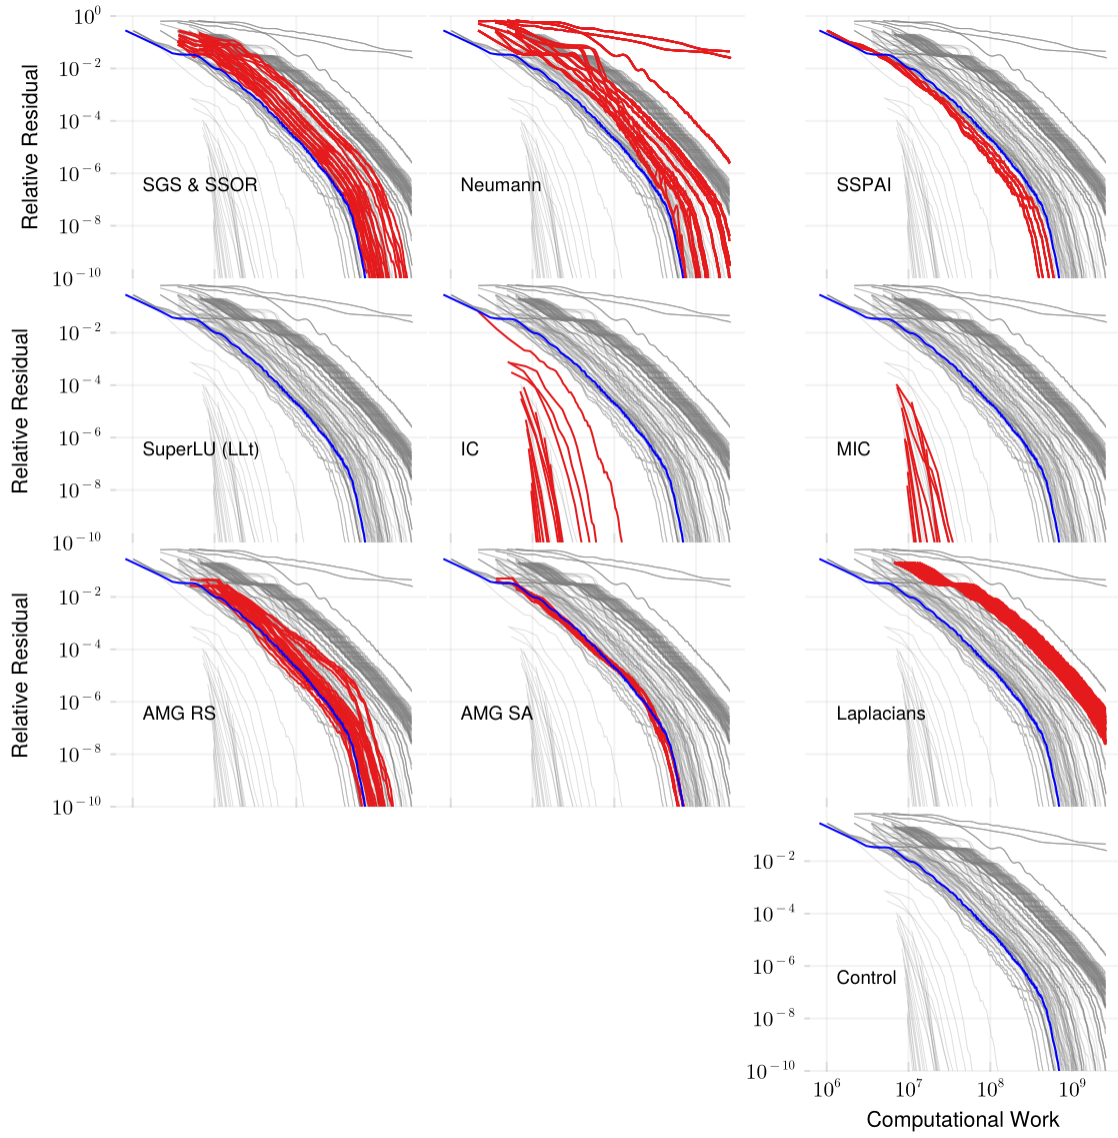 10^0
10^−2
10^−4
10^−6
10^−8
10^−10
Relative Residual
SGS & SSOR
Neumann
SSPAI
10^−2
10^−4
10^−6
10^−8
10^−10
Relative Residual
SuperLU (LLt)
IC
MIC
10^−2
10^−4
10^−6
10^−8
10^−10
Relative Residual
AMG RS
AMG SA
Laplacians
10^−2
10^−4
10^−6
10^−8
10^−10
Control
10^6 10^7 10^8 10^9
Computational Work